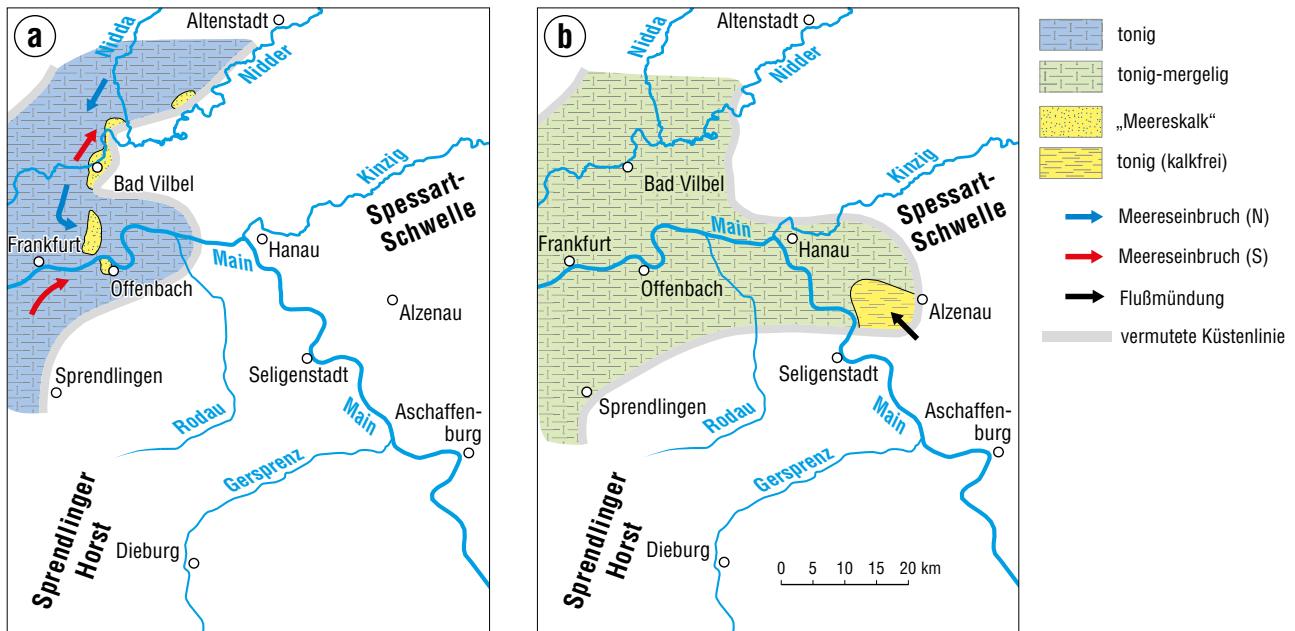 a
Altenstadt
Nidda
Nidder
Bad Vilbel
Kinzig
Spessart-
Schwelle
Frankfurt
Main
Hanau
Offenbach
Alzenau
Sprendlingen
Seligenstadt
Rodau
Main
Aschaffen-
burg
Gersprenz
Sprendlinger
Horst
Dieburg
b
Altenstadt
Nidda
Nidder
Bad Vilbel
Kinzig
Spessart-
Schwelle
Main
Frankfurt
Hanau
Offenbach
Alzenau
Seligenstadt
Sprendlingen
Rodau
Main
Aschaffen-
burg
Gersprenz
Sprendlinger
Horst
Dieburg
0 5 10 15 20 km
tonig
tonig-mergelig
„Meereskalk“
tonig (kalkfrei)
Meereseinbruch (N)
Meereseinbruch (S)
Flußmündung
vermutete Küstenlinie